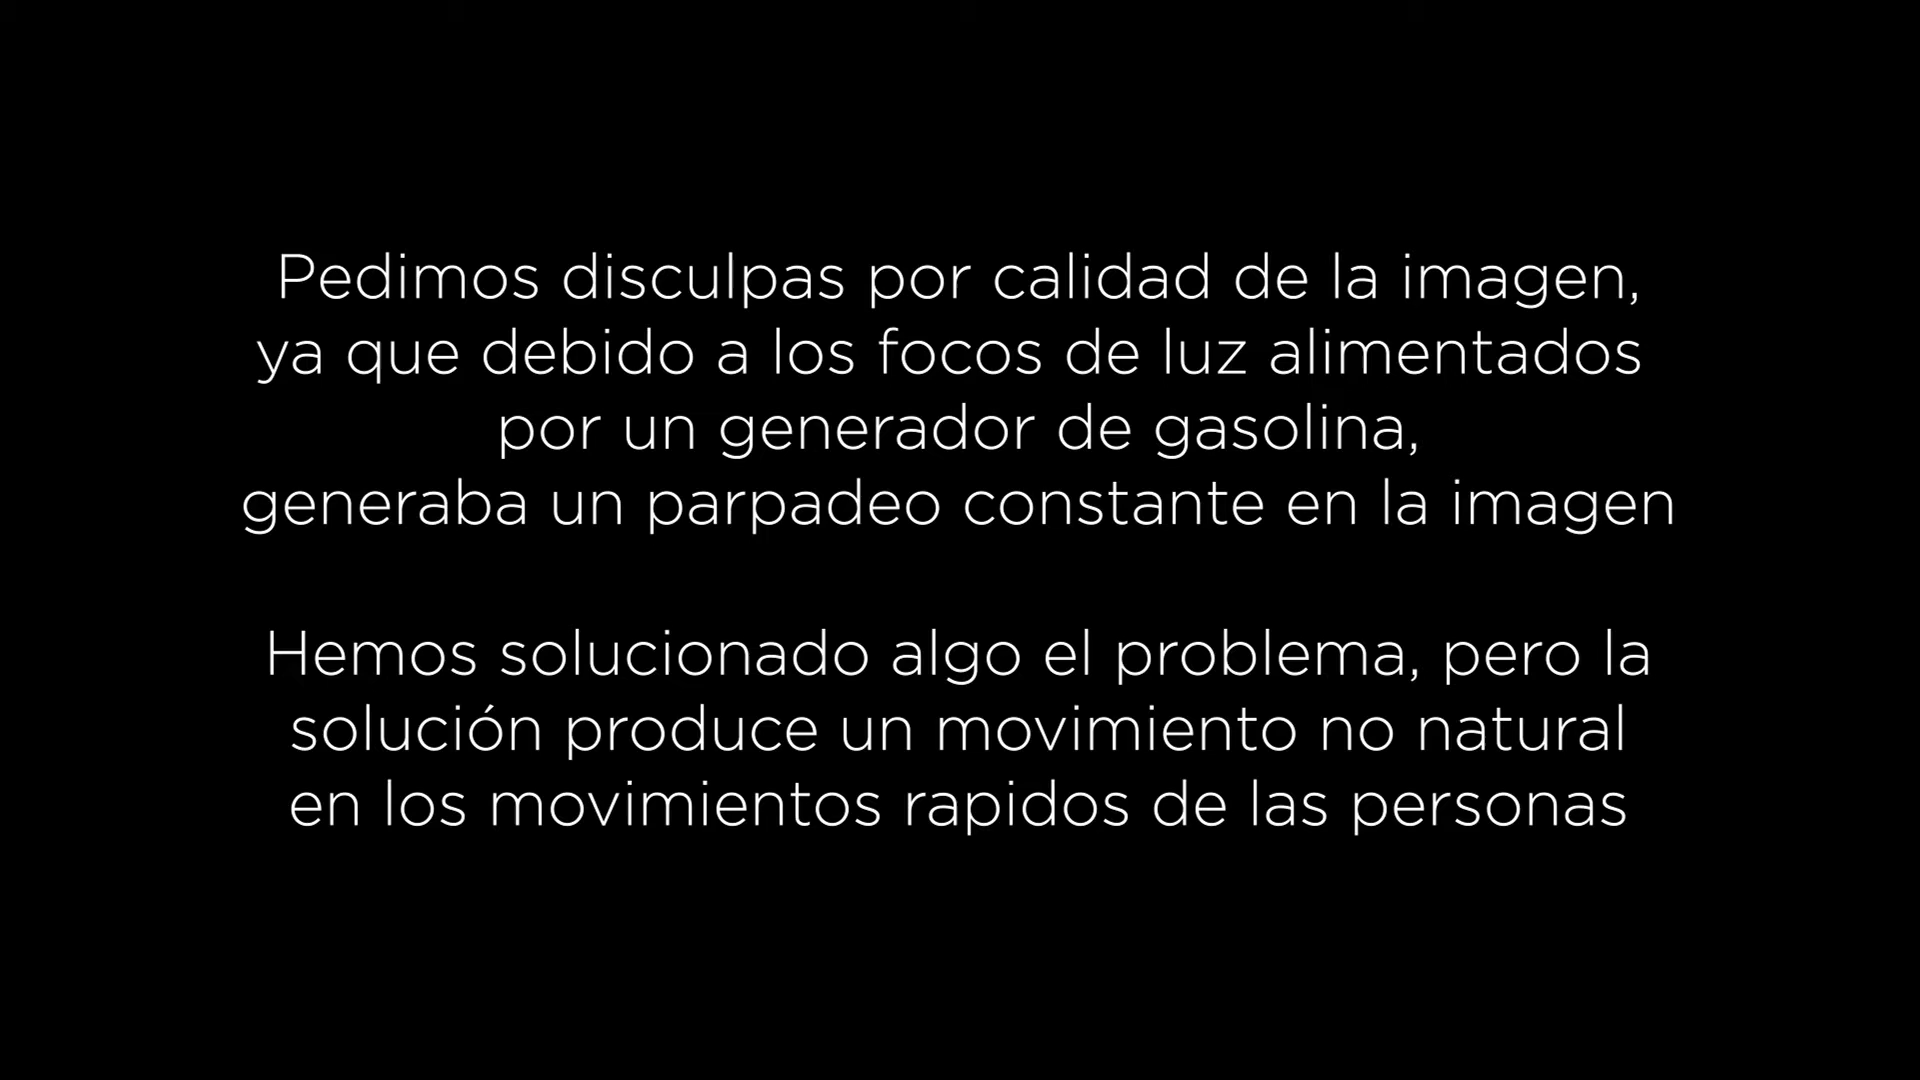 Pedimos disculpas por calidad de la imagen,
ya que debido a los focos de luz alimentados
por un generador de gasolina,
generaba un parpadeo constante en la imagen
Hemos solucionado algo el problema, pero la
solución produce un movimiento no natural
en los movimientos rapidos de las personas